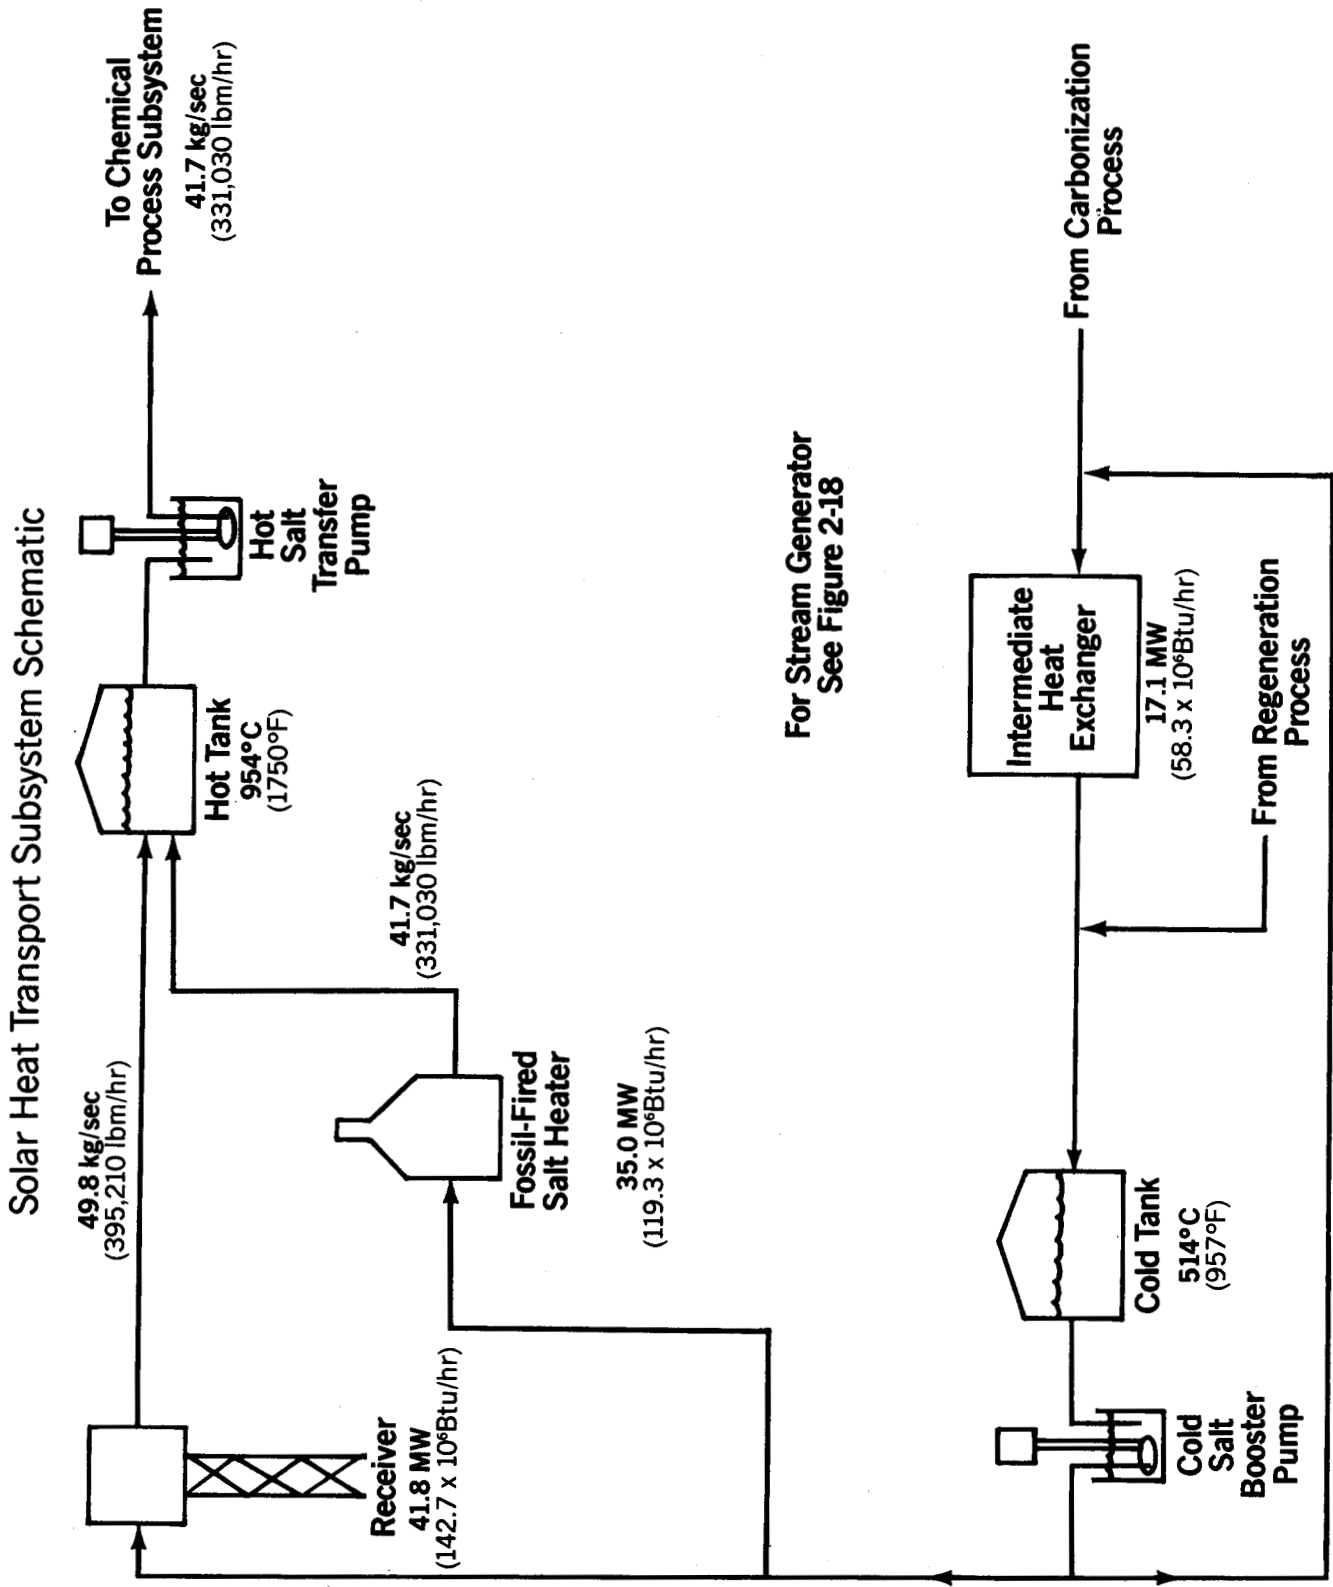 Solar Heat Transport Subsystem Schematic
To Chemical
Process Subsystem
41.7 kg/sec
(331,030 lbm/hr)
Hot
Salt
Transfer
Pump
Hot Tank
954°C
(1750°F)
49.8 kg/sec
(395,210 lbm/hr)
41.7 kg/sec
(331,030 lbm/hr)
Fossil-Fired
Salt Heater
35.0 MW
(119.3 x 10⁶Btu/hr)
Receiver
41.8 MW
(142.7 x 10⁶Btu/hr)
For Stream Generator
See Figure 2-18
From Carbonization
Process
Intermediate
Heat
Exchanger
17.1 MW
(58.3 x 10⁶Btu/hr)
From Regeneration
Process
Cold Tank
514°C
(957°F)
Cold
Salt
Booster
Pump